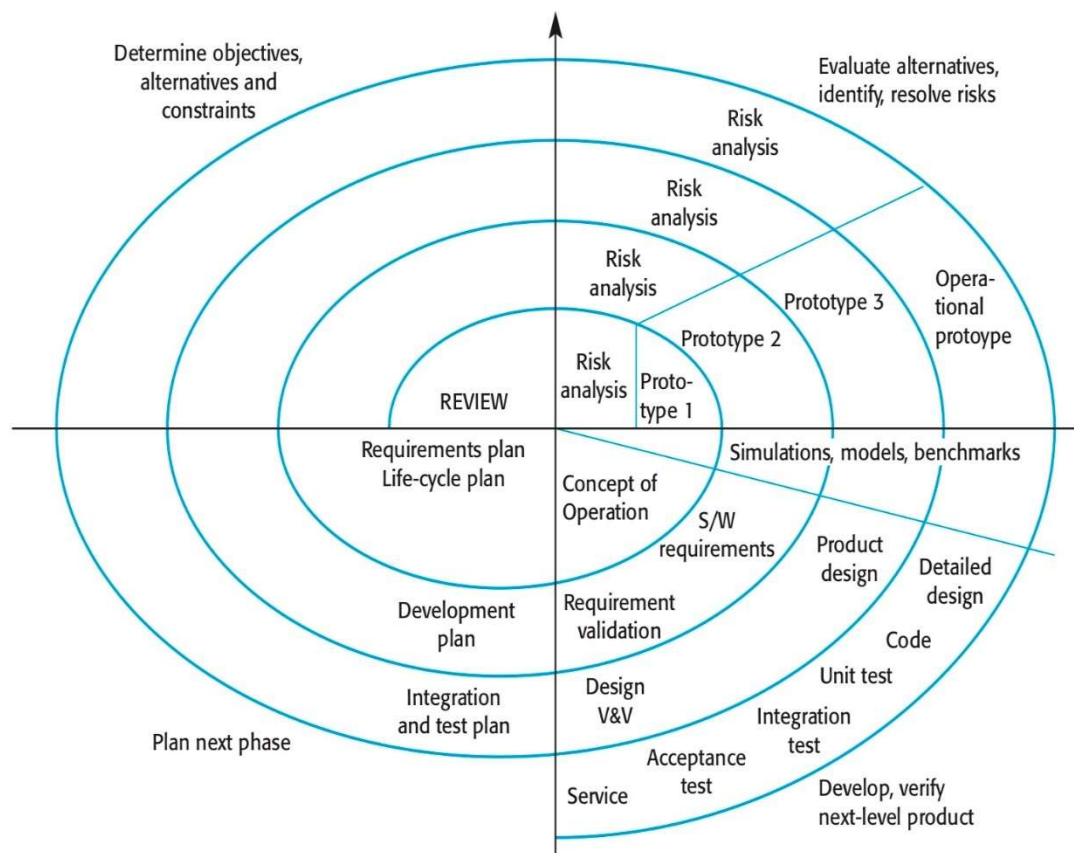 Determine objectives,
alternatives and
constraints
Evaluate alternatives,
identify, resolve risks
Risk
analysis
Risk
analysis
Risk
analysis
Risk
analysis
Proto-
type 1
Prototype 2
Prototype 3
Opera-
tional
protoype
REVIEW
Requirements plan
Life-cycle plan
Simulations, models, benchmarks
Concept of
Operation
S/W
requirements
Product
design
Detailed
design
Development
plan
Requirement
validation
Code
Unit test
Integration
and test plan
Design
V&V
Integration
test
Plan next phase
Acceptance
test
Service
Develop, verify
next-level product